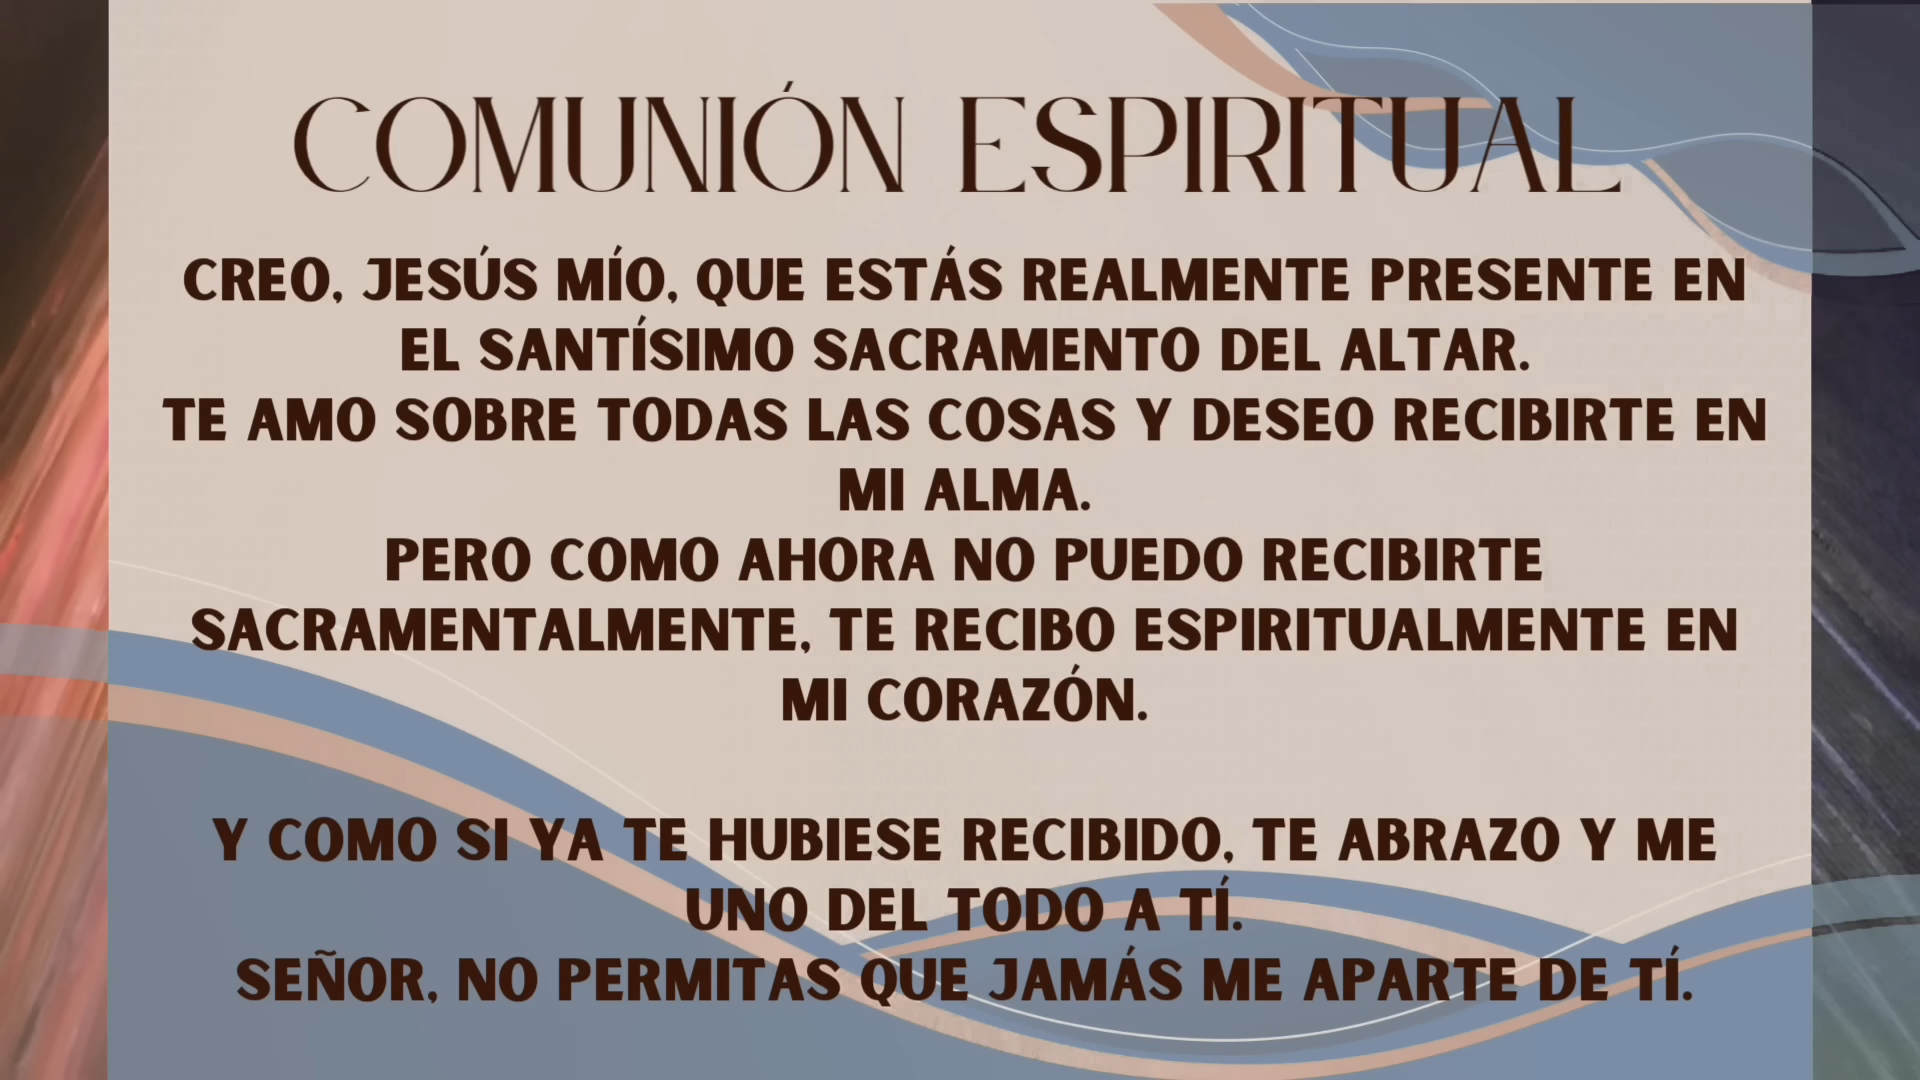 COMUNIÓN ESPIRITUAL
CREO, JESÚS MÍO, QUE ESTÁS REALMENTE PRESENTE EN
EL SANTÍSIMO SACRAMENTO DEL ALTAR.
TE AMO SOBRE TODAS LAS COSAS Y DESEO RECIBIRTE EN
MI ALMA.
PERO COMO AHORA NO PUEDO RECIBIRTE
SACRAMENTALMENTE, TE RECIBO ESPIRITUALMENTE EN
MI CORAZÓN.
Y COMO SI YA TE HUBIESE RECIBIDO, TE ABRAZO Y ME
UNO DEL TODO A TÍ.
SEÑOR, NO PERMITAS QUE JAMÁS ME APARTE DE TÍ.